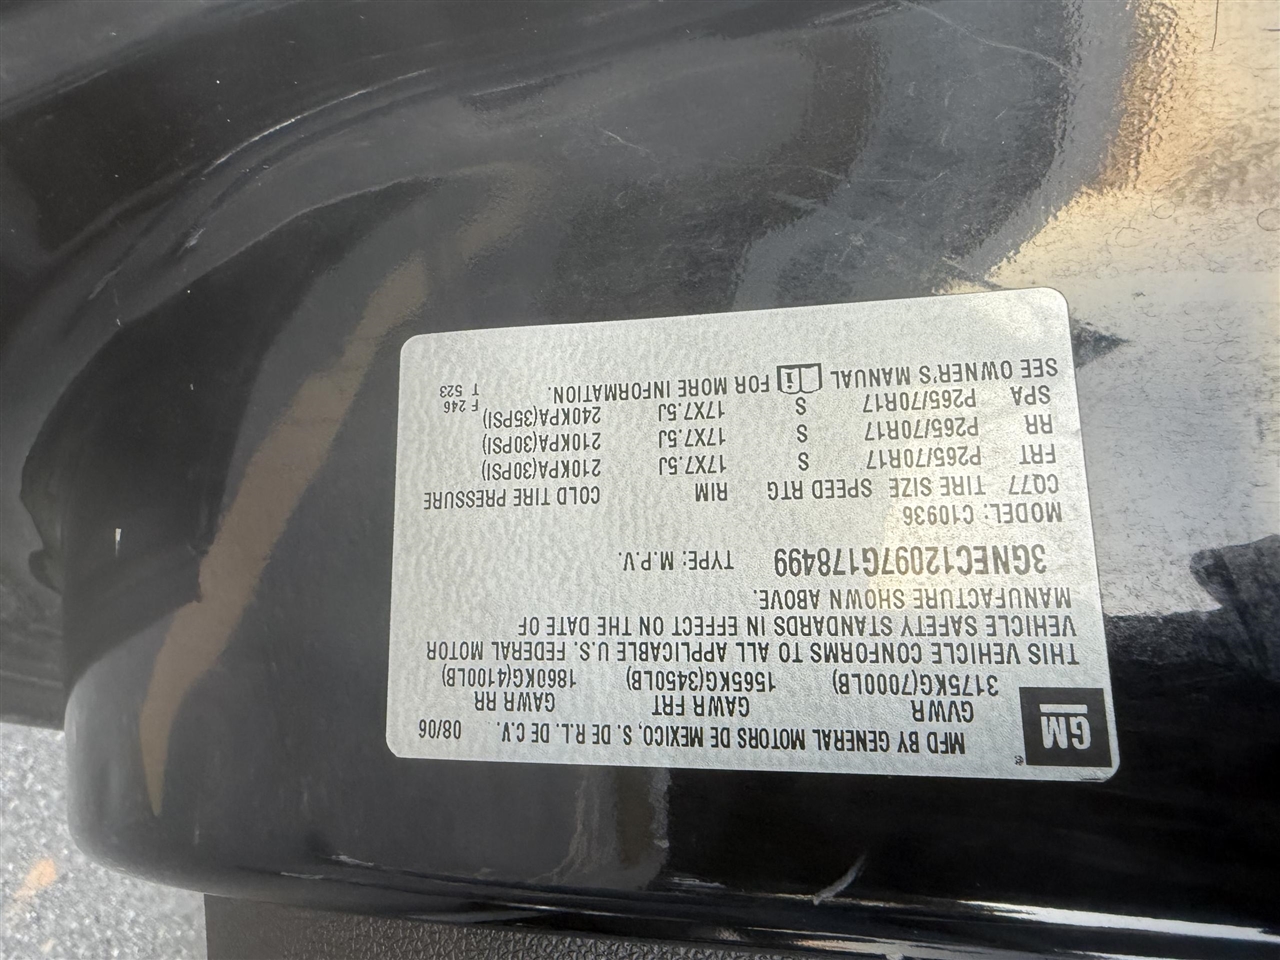 GM
®
MFD BY GENERAL MOTORS DE MEXICO, S. DE R.L. DE C.V. 08/06
GVWR GAWR FRT GAWR RR
3175KG(7000LB) 1565KG(3450LB) 1860KG(4100LB)
THIS VEHICLE CONFORMS TO ALL APPLICABLE U.S. FEDERAL MOTOR
VEHICLE SAFETY STANDARDS IN EFFECT ON THE DATE OF
MANUFACTURE SHOWN ABOVE.
3GNEC12097G178499 TYPE: M.P.V.
MODEL: C10936
CQ77 TIRE SIZE SPEED RTG RIM COLD TIRE PRESSURE
FRT P265/70R17 S 17X7.5J 210KPA(30PSI)
RR P265/70R17 S 17X7.5J 210KPA(30PSI)
SPA P265/70R17 S 17X7.5J 240KPA(35PSI) F 246
SEE OWNER'S MANUAL i FOR MORE INFORMATION. T 523